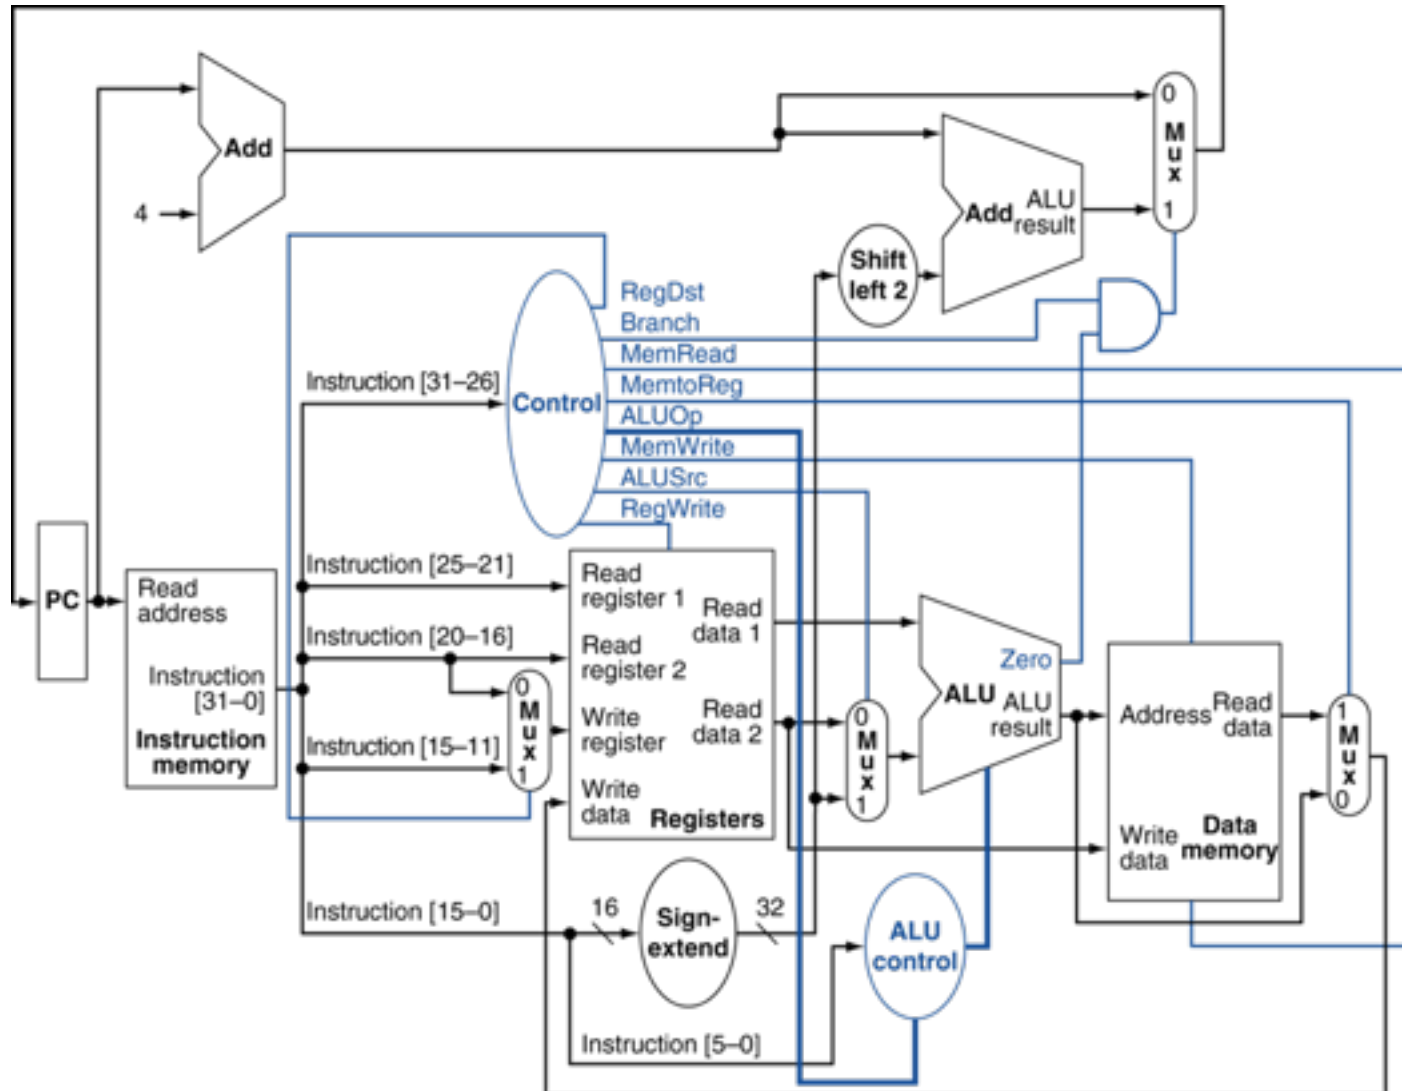 0
Mux
1
Add
4
Add
ALU
result
Shift
left 2
RegDst
Branch
MemRead
MemtoReg
ALUOp
MemWrite
ALUSrc
RegWrite
Instruction [31–26]
Control
PC
Read
address
Instruction
[31–0]
Instruction
memory
Instruction [25–21]
Instruction [20–16]
Instruction [15–11]
0
Mux
1
Read
register 1
Read
register 2
Write
register
Write
data
Read
data 1
Read
data 2
Registers
0
Mux
1
Zero
ALU
ALU
result
Address
Read
data
Write
data
Data
memory
1
Mux
0
Instruction [15–0]
16
Sign-
extend
32
ALU
control
Instruction [5–0]